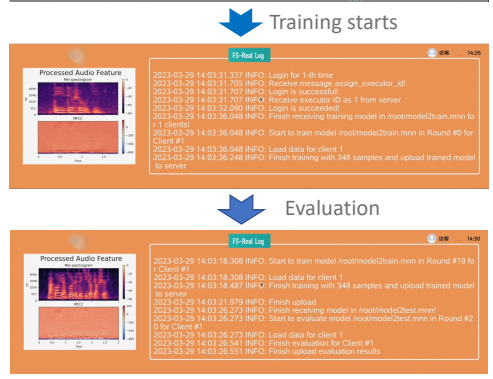 Training starts
FS-Real Log
访客
14:26
Processed Audio Feature
Mel spectrogram
MFCC
Time
2023-03-29 14:03:31.337 INFO: Login for 1-th time
2023-03-29 14:03:31.705 INFO: Receive message assign_executor_id!
2023-03-29 14:03:31.707 INFO: Login is successful!
2023-03-29 14:03:31.707 INFO: Receive executor ID as 1 from server
2023-03-29 14:03:32.090 INFO: Login is succeeded!
2023-03-29 14:03:36.048 INFO: Finish receiving training model /root/model2train.mnn fo
r 1 clients!
2023-03-29 14:03:36.048 INFO: Start to train model /root/model2train.mnn in Round #0 for
Client #1
2023-03-29 14:03:36.048 INFO: Load data for client 1
2023-03-29 14:03:36.248 INFO: Finish training with 348 samples and upload trained model
to server
Evaluation
FS-Real Log
访客
14:30
Processed Audio Feature
Mel spectrogram
MFCC
Time
2023-03-29 14:03:18.308 INFO: Start to train model /root/model2train.mnn in Round #19 fo
r Client #1
2023-03-29 14:03:18.308 INFO: Load data for client 1
2023-03-29 14:03:18.487 INFO: Finish training with 348 samples and upload trained model
to server
2023-03-29 14:03:21.979 INFO: Finish upload
2023-03-29 14:03:26.273 INFO: Finish receiving model /root/model2test.mnn!
2023-03-29 14:03:26.273 INFO: Start to evaluate model /root/model2test.mnn in Round #2
0 for Client #1
2023-03-29 14:03:26.273 INFO: Load data for client 1
2023-03-29 14:03:26.541 INFO: Finish evaluation for Client #1
2023-03-29 14:03:26.551 INFO: Finish upload evaluation results